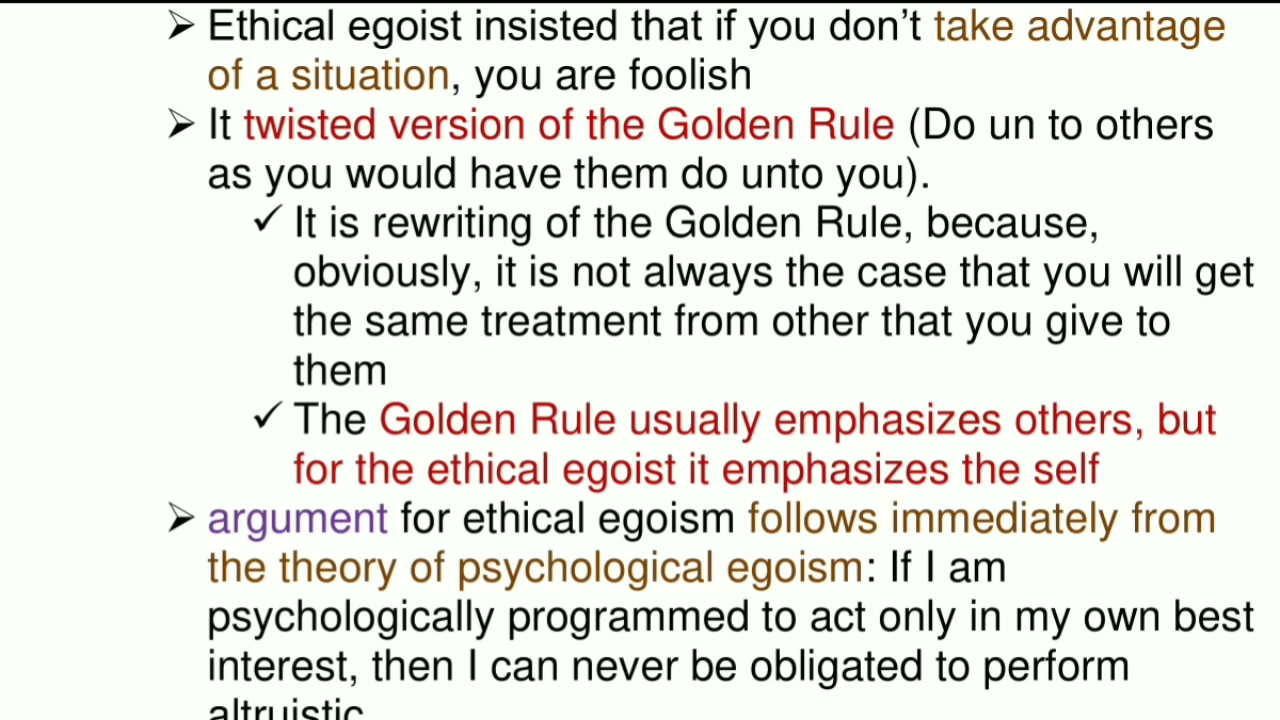 ➢ Ethical egoist insisted that if you don’t take advantage
of a situation, you are foolish
➢ It twisted version of the Golden Rule (Do un to others
as you would have them do unto you).
✓ It is rewriting of the Golden Rule, because,
obviously, it is not always the case that you will get
the same treatment from other that you give to
them
✓ The Golden Rule usually emphasizes others, but
for the ethical egoist it emphasizes the self
➢ argument for ethical egoism follows immediately from
the theory of psychological egoism: If I am
psychologically programmed to act only in my own best
interest, then I can never be obligated to perform
altruistic